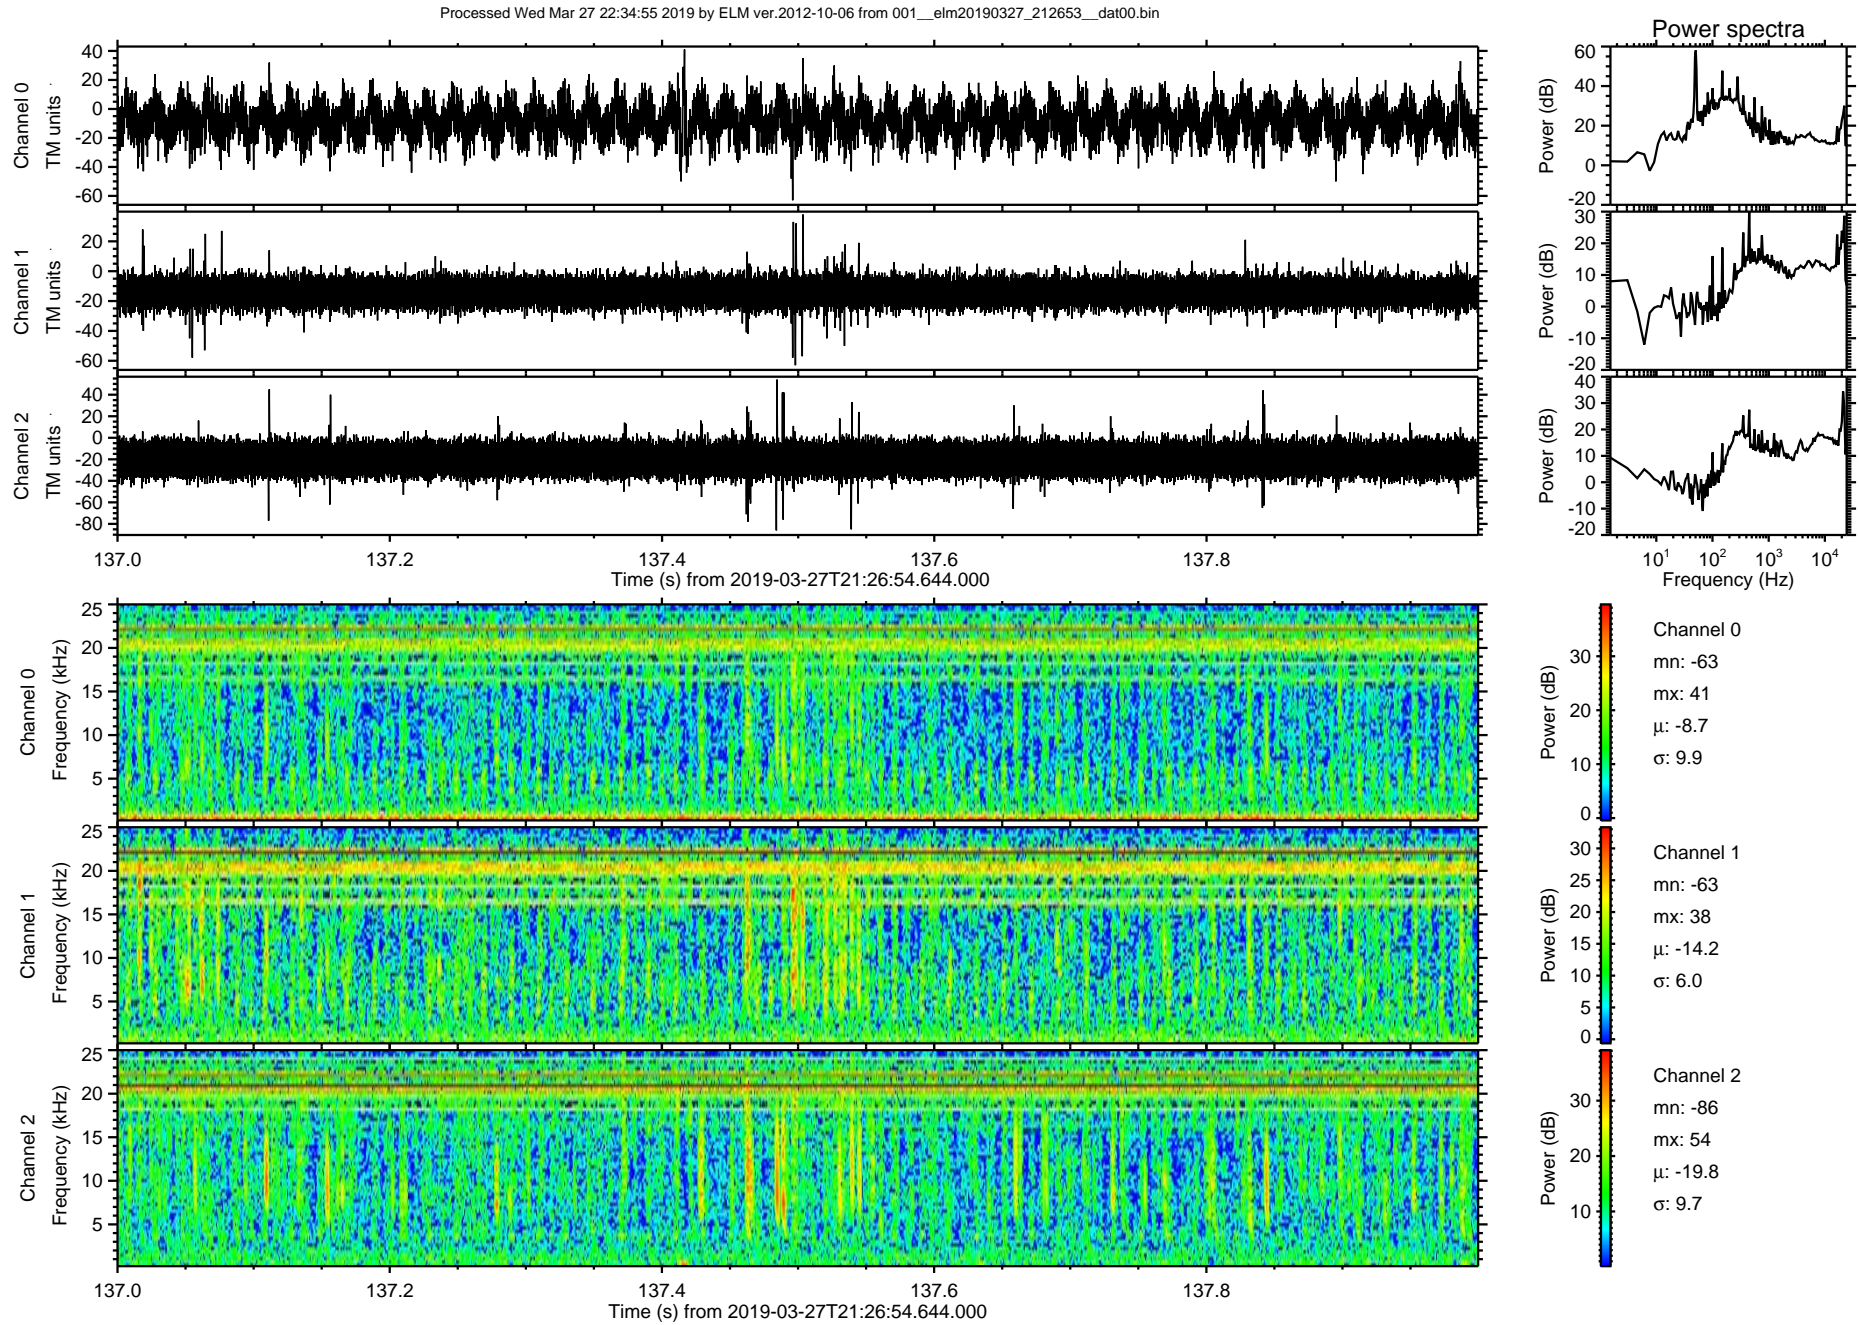 Processed Wed Mar 27 22:34:55 2019 by ELM ver.2012-10-06 from 001__elm20190327_212653__dat00.bin
Power spectra
Channel 0
TM units
40
20
0
-20
-40
-60
Power (dB)
60
40
20
0
-20
Channel 1
TM units
20
0
-20
-40
-60
Power (dB)
30
20
10
0
-10
-20
Channel 2
TM units
40
20
0
-20
-40
-60
-80
Power (dB)
40
30
20
10
0
-10
-20
137.0 137.2 137.4 137.6 137.8
Time (s) from 2019-03-27T21:26:54.644.000
10¹ 10² 10³ 10⁴
Frequency (Hz)
Channel 0
Frequency (kHz)
25
20
15
10
5
Power (dB)
30
20
10
0
Channel 0
mn: -63
mx: 41
μ: -8.7
σ: 9.9
Channel 1
Frequency (kHz)
25
20
15
10
5
Power (dB)
30
25
20
15
10
5
0
Channel 1
mn: -63
mx: 38
μ: -14.2
σ: 6.0
Channel 2
Frequency (kHz)
25
20
15
10
5
Power (dB)
30
20
10
Channel 2
mn: -86
mx: 54
μ: -19.8
σ: 9.7
137.0 137.2 137.4 137.6 137.8
Time (s) from 2019-03-27T21:26:54.644.000